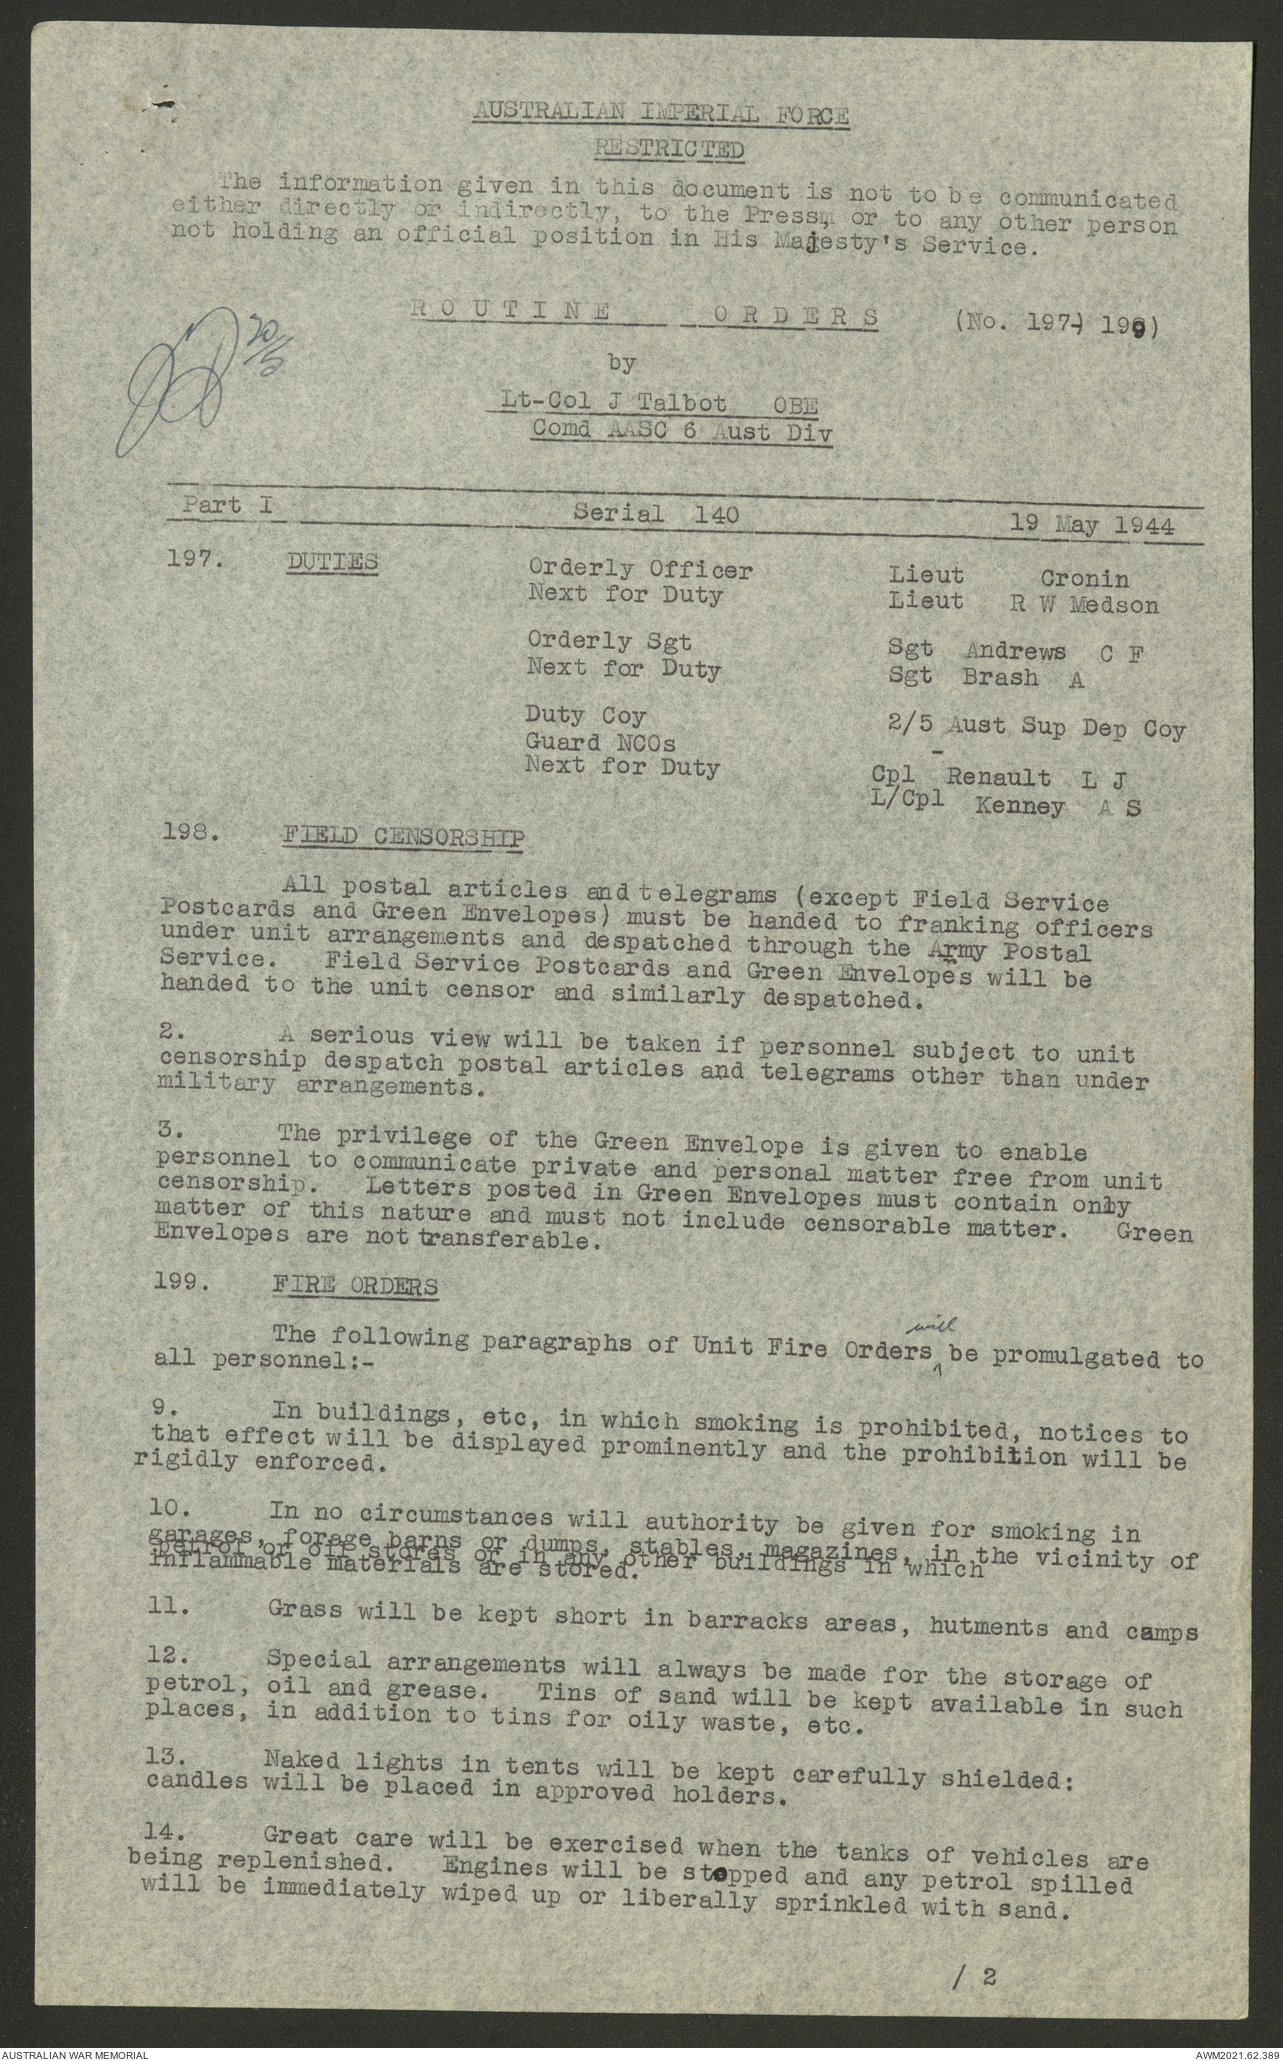 AUSTRALIAN IMPERIAL FORCE
RESTRICTED
The information given in this document is not to be communicated
either directly or indirectly, to the Press, or to any other person
not holding an official position in His Majesty's Service.
ROUTINE ORDERS (No. 197-199)
20/5
by
Lt-Col J Talbot OBE
Comd AASC 6 Aust Div
Part I Serial 140 19 May 1944
197. DUTIES Orderly Officer Lieut Cronin
Next for Duty Lieut R W Medson
Orderly Sgt Sgt Andrews C F
Next for Duty Sgt Brash A
Duty Coy 2/5 Aust Sup Dep Coy
Guard NCOs -
Next for Duty Cpl Renault L J
L/Cpl Kenney A S
198. FIELD CENSORSHIP
All postal articles and telegrams (except Field Service
Postcards and Green Envelopes) must be handed to franking officers
under unit arrangements and despatched through the Army Postal
Service. Field Service Postcards and Green Envelopes will be
handed to the unit censor and similarly despatched.
2. A serious view will be taken if personnel subject to unit
censorship despatch postal articles and telegrams other than under
military arrangements.
3. The privilege of the Green Envelope is given to enable
personnel to communicate private and personal matter free from unit
censorship. Letters posted in Green Envelopes must contain only
matter of this nature and must not include censorable matter. Green
Envelopes are not transferable.
199. FIRE ORDERS
The following paragraphs of Unit Fire Orders will be promulgated to
all personnel:-
9. In buildings, etc, in which smoking is prohibited, notices to
that effect will be displayed prominently and the prohibition will be
rigidly enforced.
10. In no circumstances will authority be given for smoking in
garages, forage barns or dumps, stables, magazines, in the vicinity of
petrol or oil stores or in any other buildings in which
inflammable materials are stored.
11. Grass will be kept short in barracks areas, hutments and camps
12. Special arrangements will always be made for the storage of
petrol, oil and grease. Tins of sand will be kept available in such
places, in addition to tins for oily waste, etc.
13. Naked lights in tents will be kept carefully shielded:
candles will be placed in approved holders.
14. Great care will be exercised when the tanks of vehicles are
being replenished. Engines will be stopped and any petrol spilled
will be immediately wiped up or liberally sprinkled with sand.
/ 2
AUSTRALIAN WAR MEMORIAL AWM2021.62.389